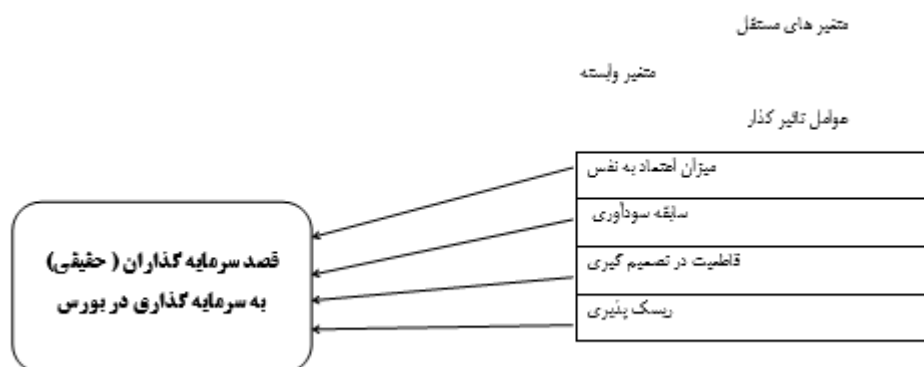 متغیر های مستقل
متغیر وابسته
عوامل تاثیر گذار
میزان اعتماد به نفس
سابقه سودآوری
قاطعیت در تصمیم گیری
ریسک پذیری
قصد سرمایه گذاران ( حقیقی)
به سرمایه گذاری در بورس